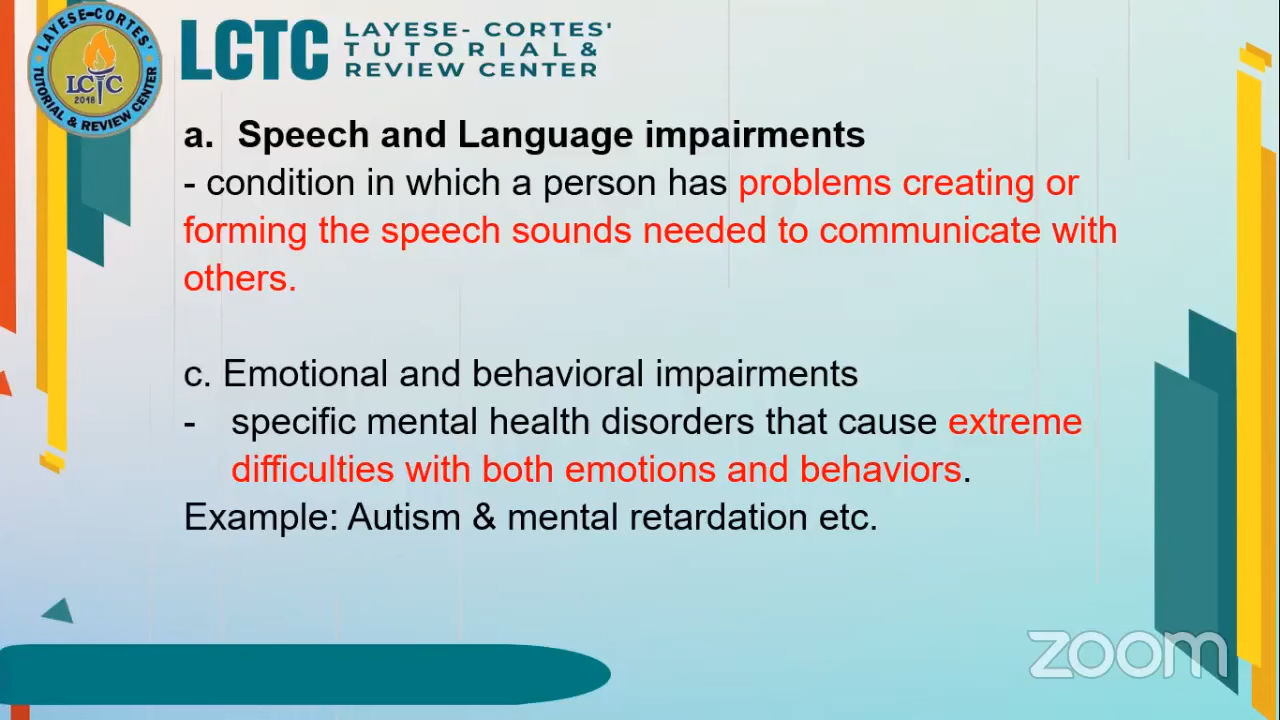 LAYESE-CORTES'
TUTORIAL & REVIEW CENTER
LCTC
2018
LCTC
LAYESE- CORTES'
TUTORIAL &
REVIEW CENTER
a. Speech and Language impairments
- condition in which a person has problems creating or
forming the speech sounds needed to communicate with
others.
c. Emotional and behavioral impairments
- specific mental health disorders that cause extreme
difficulties with both emotions and behaviors.
Example: Autism & mental retardation etc.
zoom